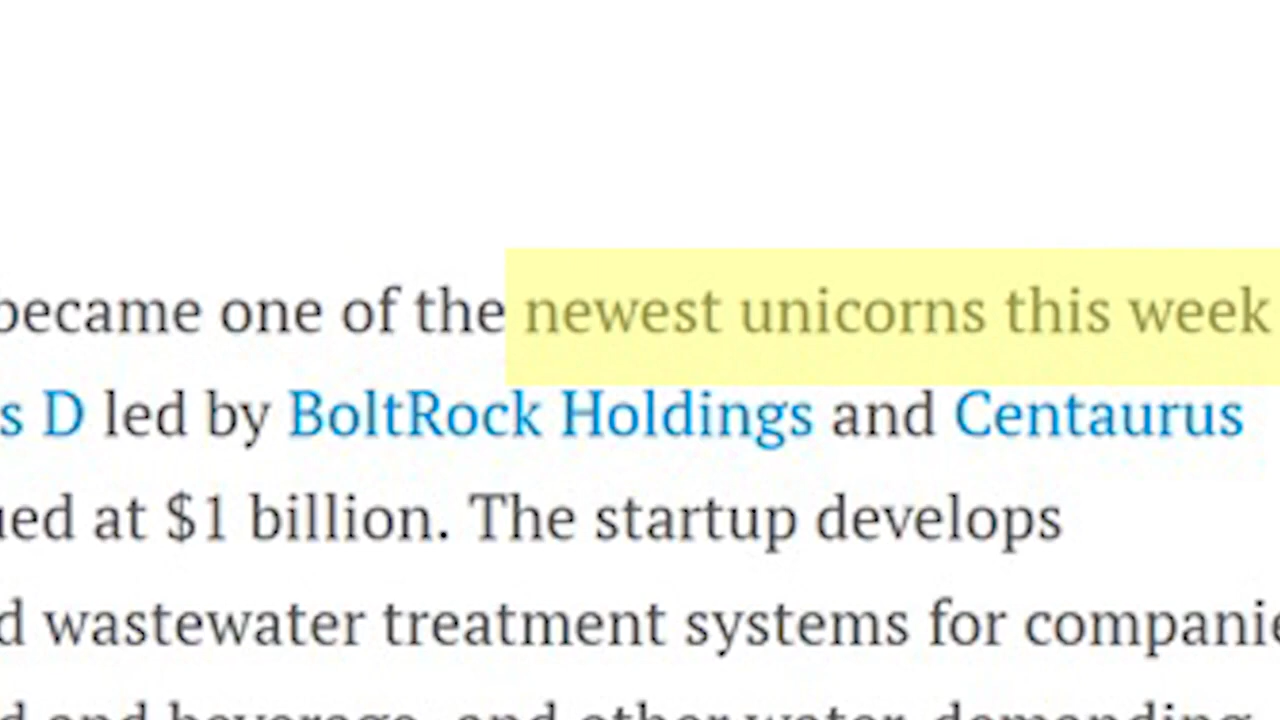 became one of the newest unicorns this week
s D led by BoltRock Holdings and Centaurus
ued at $1 billion. The startup develops
d wastewater treatment systems for companie
d and beverage, and other water-demanding